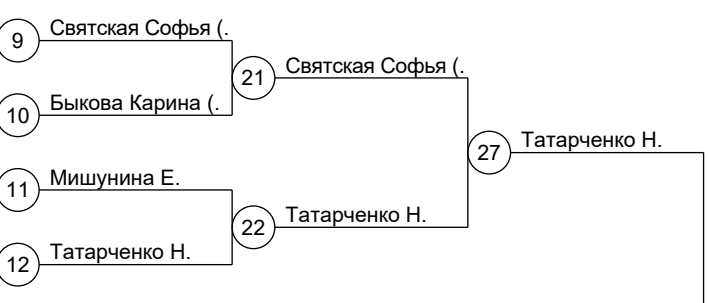 9 Святская Софья (.
21 Святская Софья (.
10 Быкова Карина (.
27 Татарченко Н.
11 Мишунина Е.
22 Татарченко Н.
12 Татарченко Н.